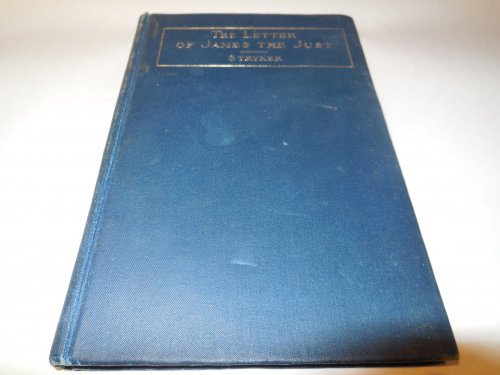 The Letter
of James the Just
Stryker